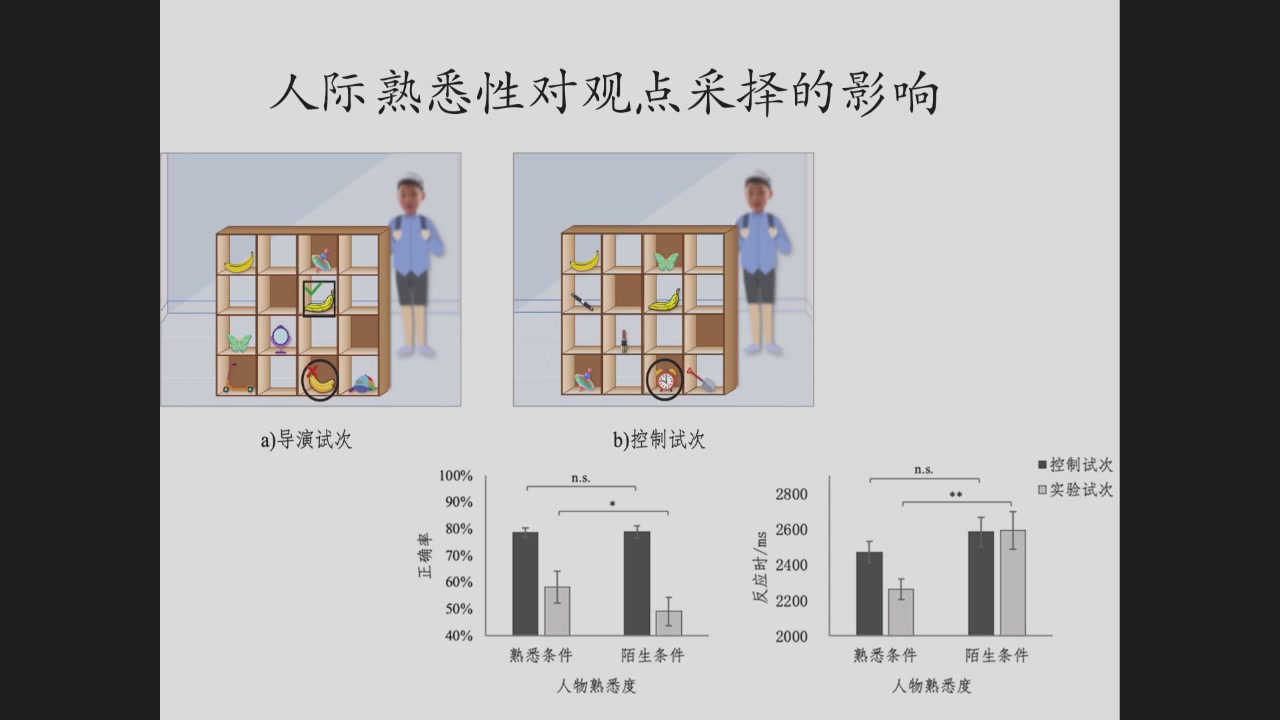 人际熟悉性对观点采择的影响
a)导演试次
b)控制试次
100%
90%
80%
70%
60%
50%
40%
正确率
n.s.
*
熟悉条件
陌生条件
人物熟悉度
2800
2600
2400
2200
2000
反应时/ms
n.s.
**
熟悉条件
陌生条件
人物熟悉度
控制试次
实验试次